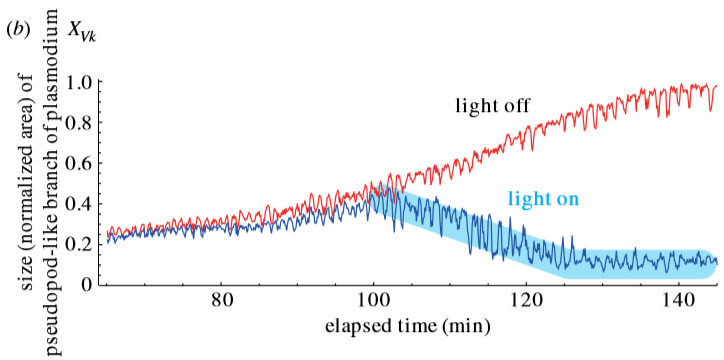 (b)
X_Vk
size (normalized area) of
pseudopod-like branch of plasmodium
1.0
0.8
0.6
0.4
0.2
0
light off
light on
80
100
120
140
elapsed time (min)